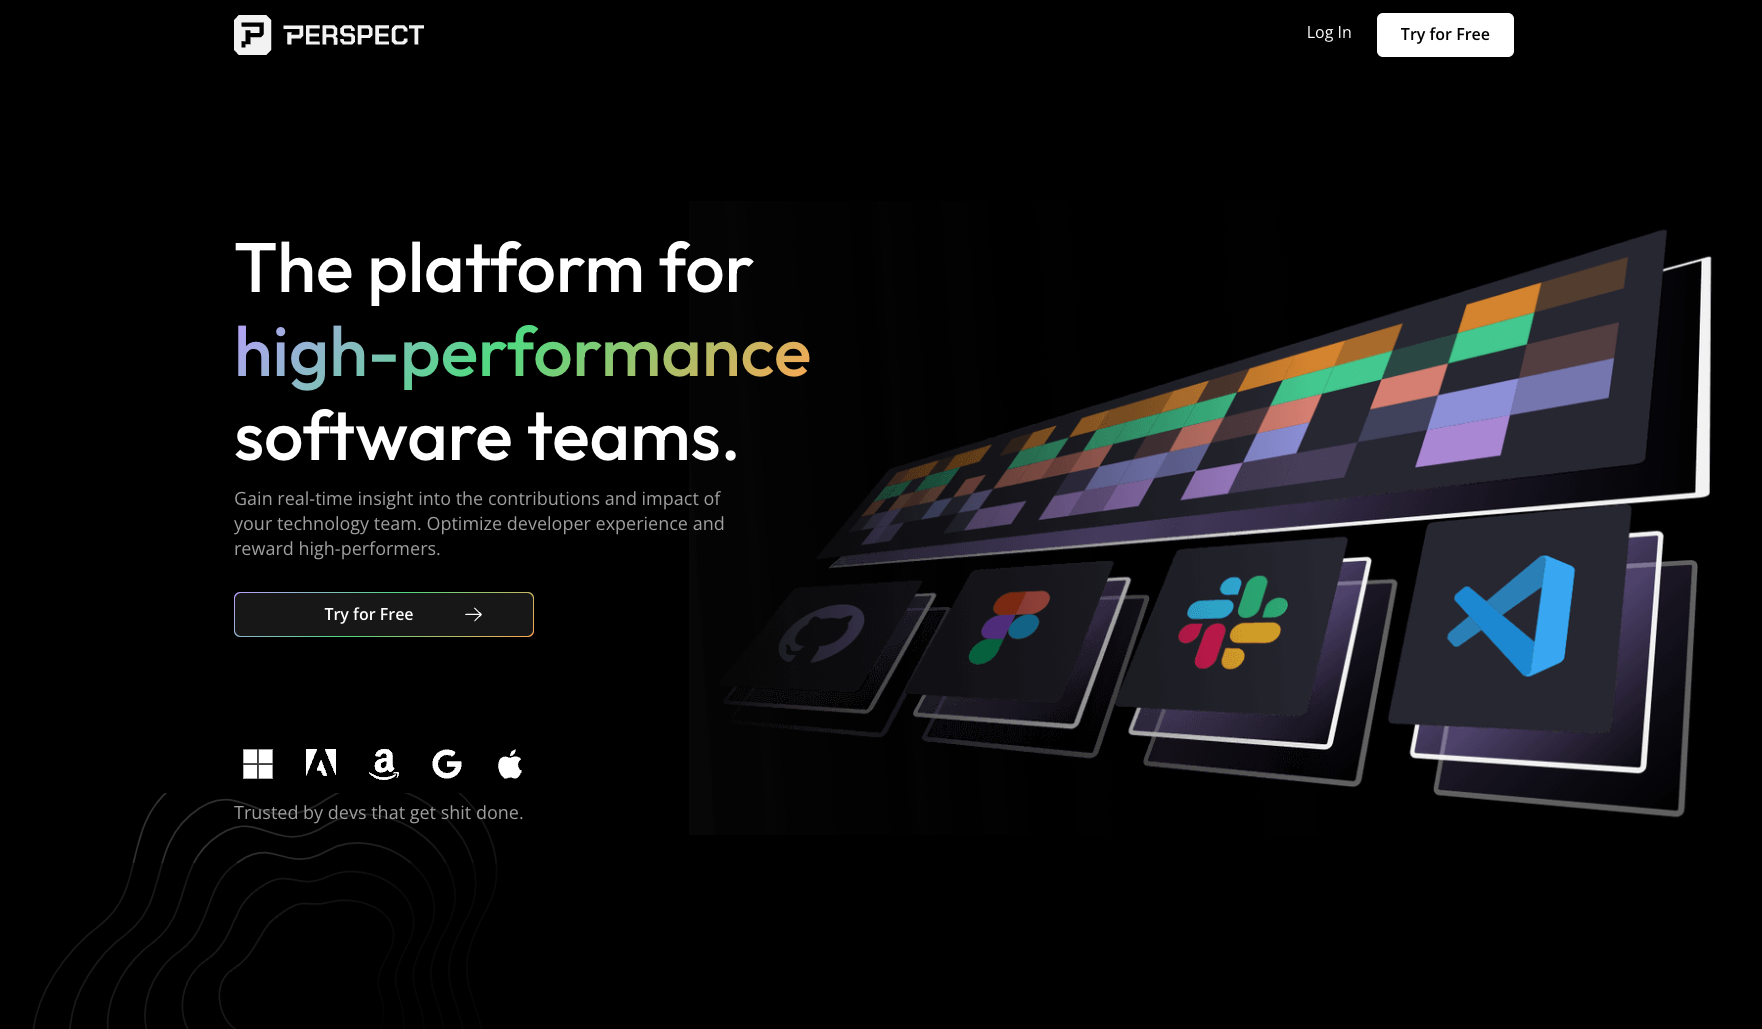 PERSPECT
Log In
Try for Free
The platform for
high-performance
software teams.
Gain real-time insight into the contributions and impact of
your technology team. Optimize developer experience and
reward high-performers.
Try for Free
Trusted by devs that get shit done.